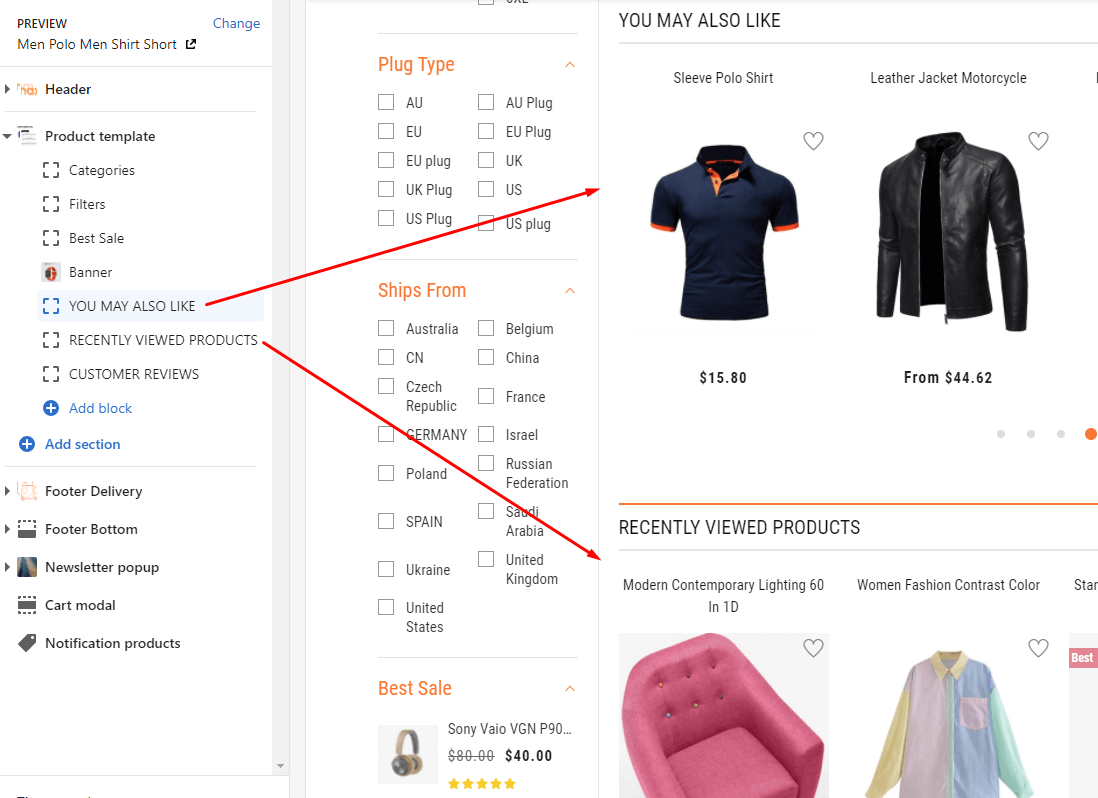 PREVIEW
Change
Men Polo Men Shirt Short
Header
Product template
Categories
Filters
Best Sale
Banner
YOU MAY ALSO LIKE
RECENTLY VIEWED PRODUCTS
CUSTOMER REVIEWS
Add block
Add section
Footer Delivery
Footer Bottom
Newsletter popup
Cart modal
Notification products
Plug Type
AU
AU Plug
EU
EU Plug
EU plug
UK
UK Plug
US
US Plug
US plug
Ships From
Australia
Belgium
CN
China
Czech
Republic
France
GERMANY
Israel
Poland
Russian
Federation
SPAIN
Saudi
Arabia
Ukraine
United
Kingdom
United
States
Best Sale
Sony Vaio VGN P90...
$80.00 $40.00
YOU MAY ALSO LIKE
Sleeve Polo Shirt
Leather Jacket Motorcycle
$15.80
From $44.62
RECENTLY VIEWED PRODUCTS
Modern Contemporary Lighting 60
In 1D
Women Fashion Contrast Color
Star
Best